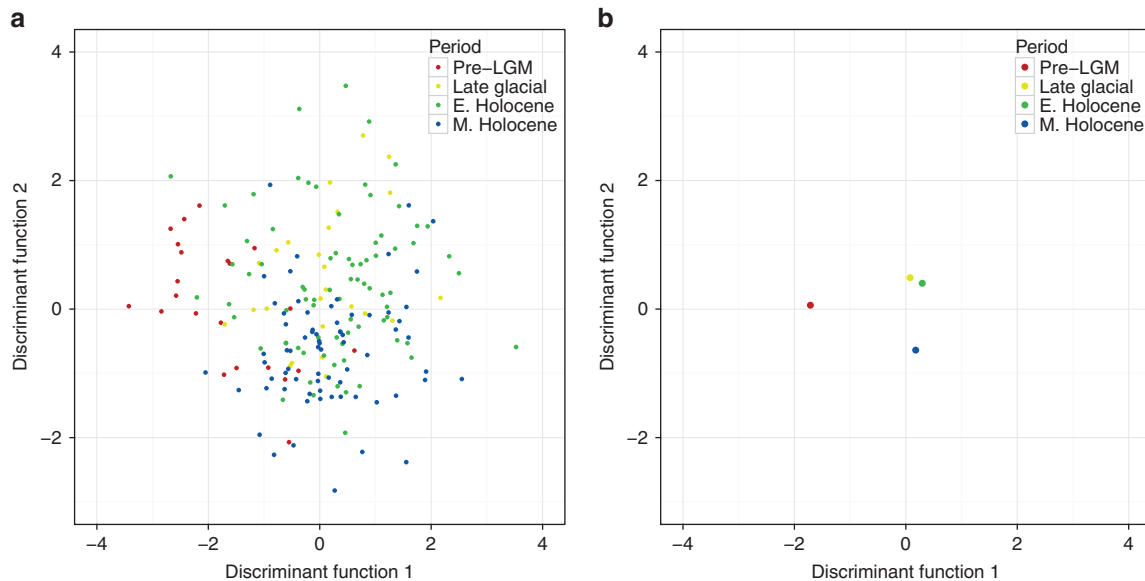 a
Period
Pre–LGM
Late glacial
E. Holocene
M. Holocene
4
2
0
−2
−4
−2
0
2
4
Discriminant function 2
Discriminant function 1
b
Period
Pre–LGM
Late glacial
E. Holocene
M. Holocene
4
2
0
−2
−4
−2
0
2
4
Discriminant function 2
Discriminant function 1